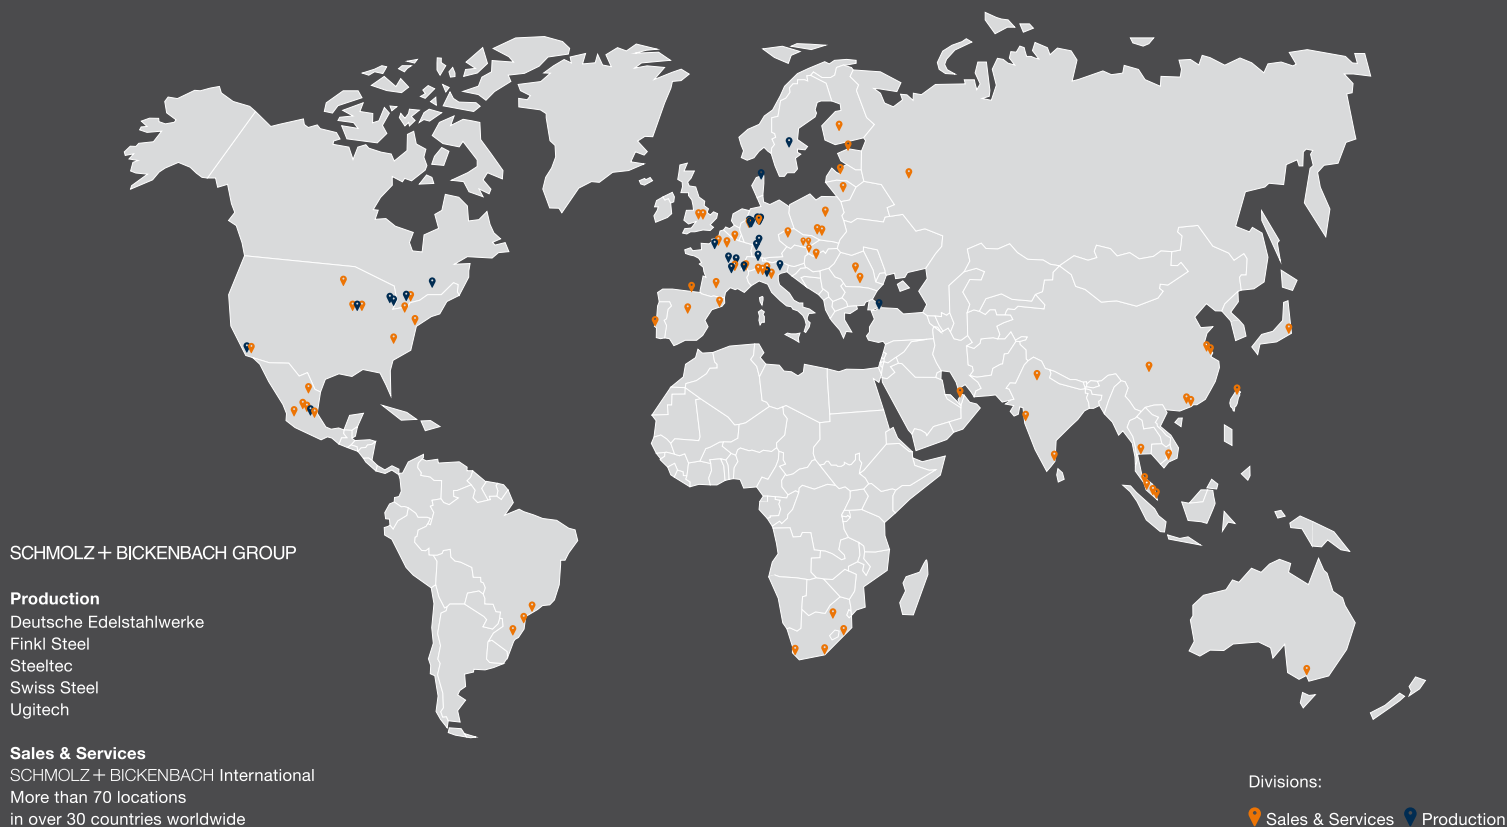 SCHMOLZ + BICKENBACH GROUP
Production
Deutsche Edelstahlwerke
Finkl Steel
Steeltec
Swiss Steel
Ugitech
Sales & Services
SCHMOLZ + BICKENBACH International
More than 70 locations
in over 30 countries worldwide
Divisions:
Sales & Services Production